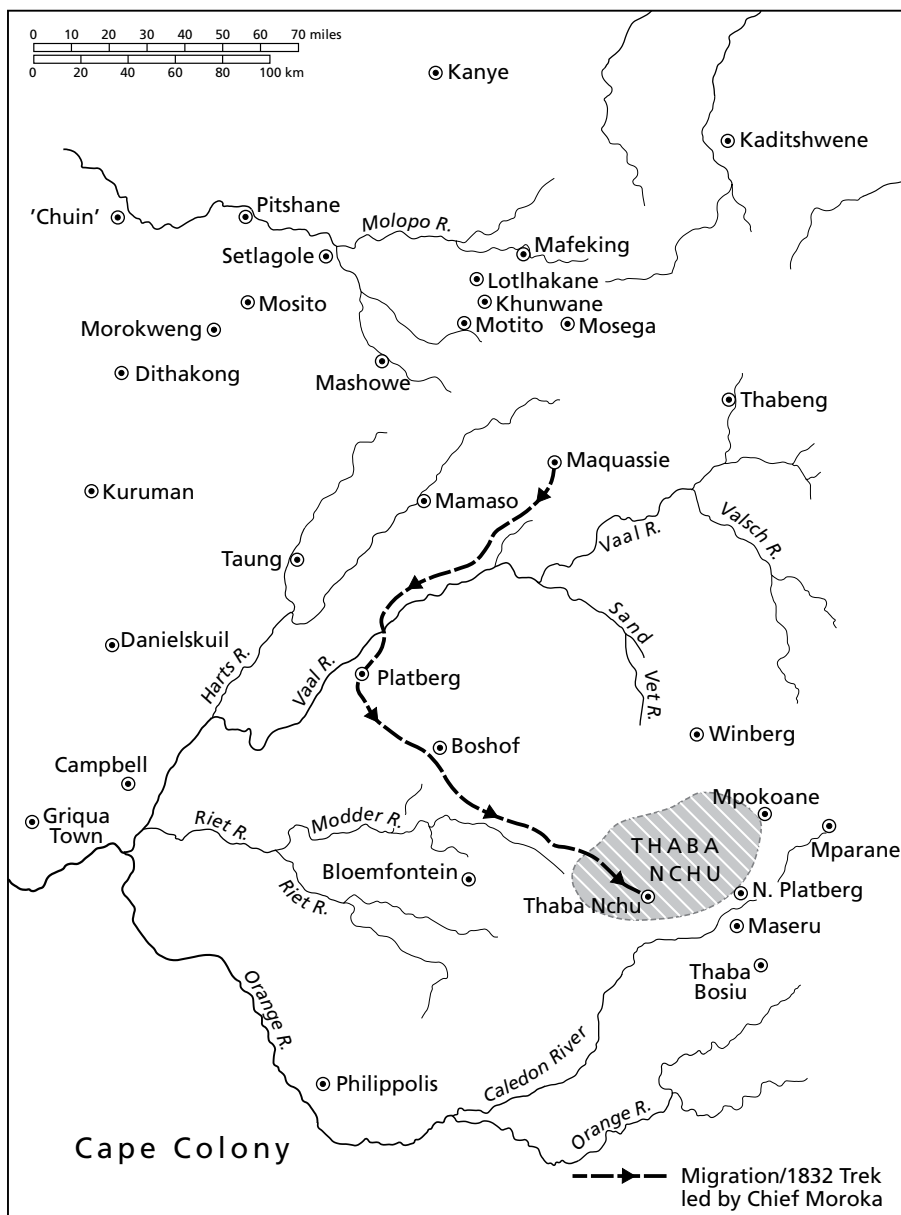 0 10 20 30 40 50 60 70 miles
0 20 40 60 80 100 km
Kanye
Kaditshwene
'Chuin'
Pitshane
Molopo R.
Setlagole
Mafeking
Lotlhakane
Mosito
Khunwane
Morokweng
Motito
Mosega
Dithakong
Mashowe
Thabeng
Maquassie
Kuruman
Mamaso
Vaal R.
Valsch R.
Taung
Sand
Vet R.
Danielskuil
Harts R.
Vaal R.
Platberg
Winberg
Boshof
Campbell
Griqua
Town
Riet R.
Modder R.
Mpokoane
THABA
NCHU
Mparane
Bloemfontein
Riet R.
Thaba Nchu
N. Platberg
Maseru
Thaba
Bosiu
Orange R.
Caledon River
Philippolis
Orange R.
Cape Colony
Migration/1832 Trek
led by Chief Moroka